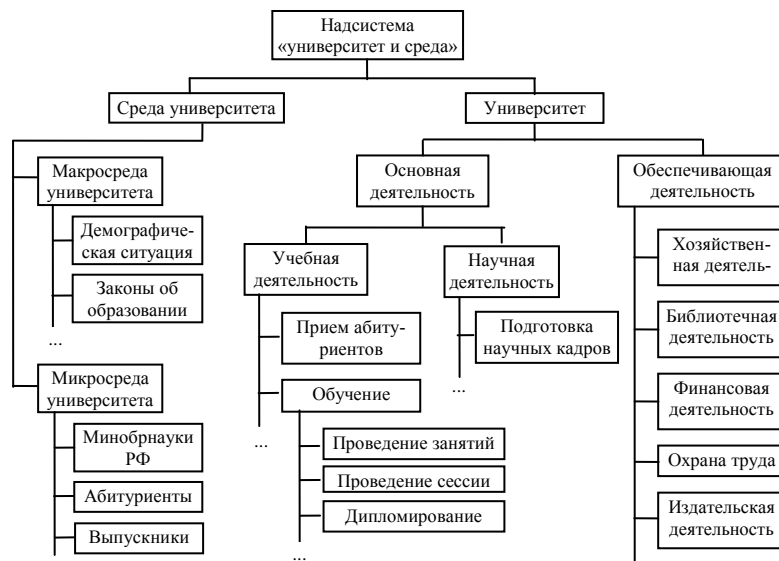 Надсистема
«университет и среда»
Среда университета
Университет
Макросреда
университета
Демографиче-
ская ситуация
Законы об
образовании
...
Микросреда
университета
Минобрнауки
РФ
Абитуриенты
Выпускники
Основная
деятельность
Учебная
деятельность
Прием абиту-
риентов
Обучение
...
Проведение занятий
Проведение сессии
Дипломирование
...
Научная
деятельность
Подготовка
научных кадров
...
Обеспечивающая
деятельность
Хозяйствен-
ная деятель-
Библиотечная
деятельность
Финансовая
деятельность
Охрана труда
Издательская
деятельность